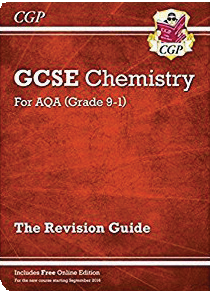 CGP
CGP
GCSE Chemistry
For AQA (Grade 9-1)
The Revision Guide
Includes Free Online Edition
For the new course starting September 2016